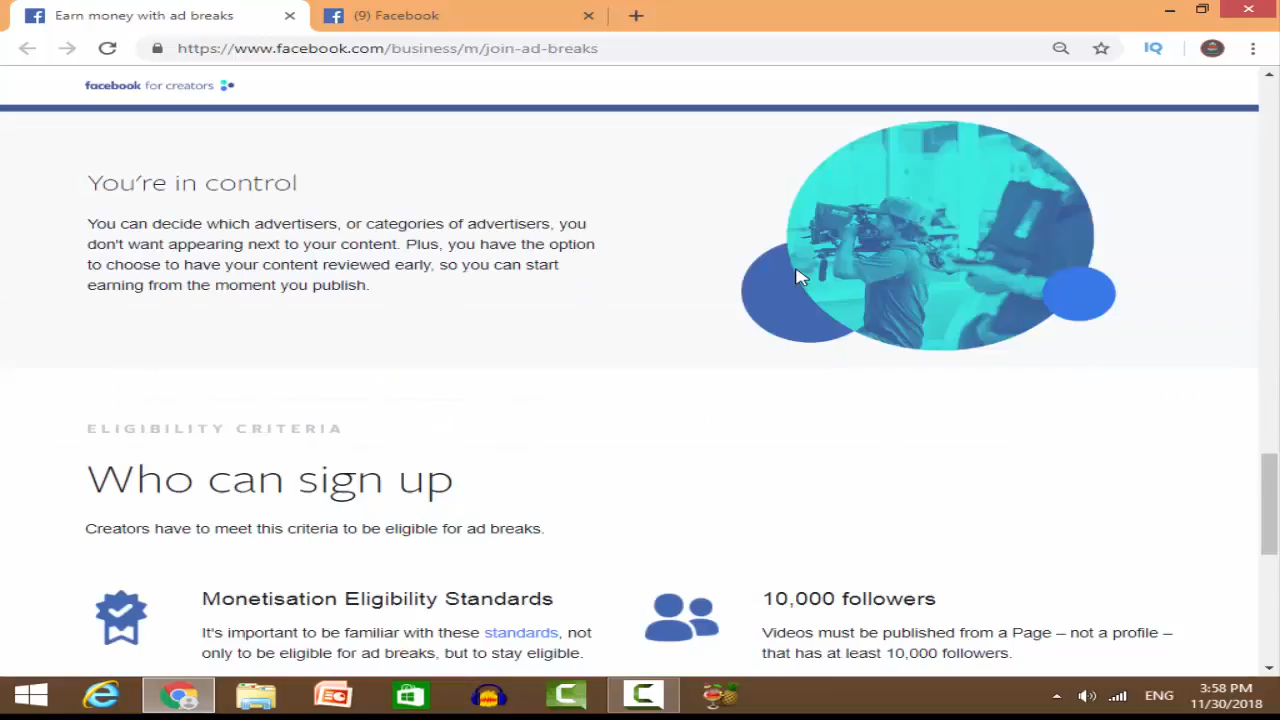 Earn money with ad breaks
(9) Facebook
https://www.facebook.com/business/m/join-ad-breaks
IQ
facebook for creators
You're in control
You can decide which advertisers, or categories of advertisers, you
don't want appearing next to your content. Plus, you have the option
to choose to have your content reviewed early, so you can start
earning from the moment you publish.
ELIGIBILITY CRITERIA
Who can sign up
Creators have to meet this criteria to be eligible for ad breaks.
Monetisation Eligibility Standards
It's important to be familiar with these standards, not
only to be eligible for ad breaks, but to stay eligible.
10,000 followers
Videos must be published from a Page – not a profile –
that has at least 10,000 followers.
ENG
3:58 PM
11/30/2018